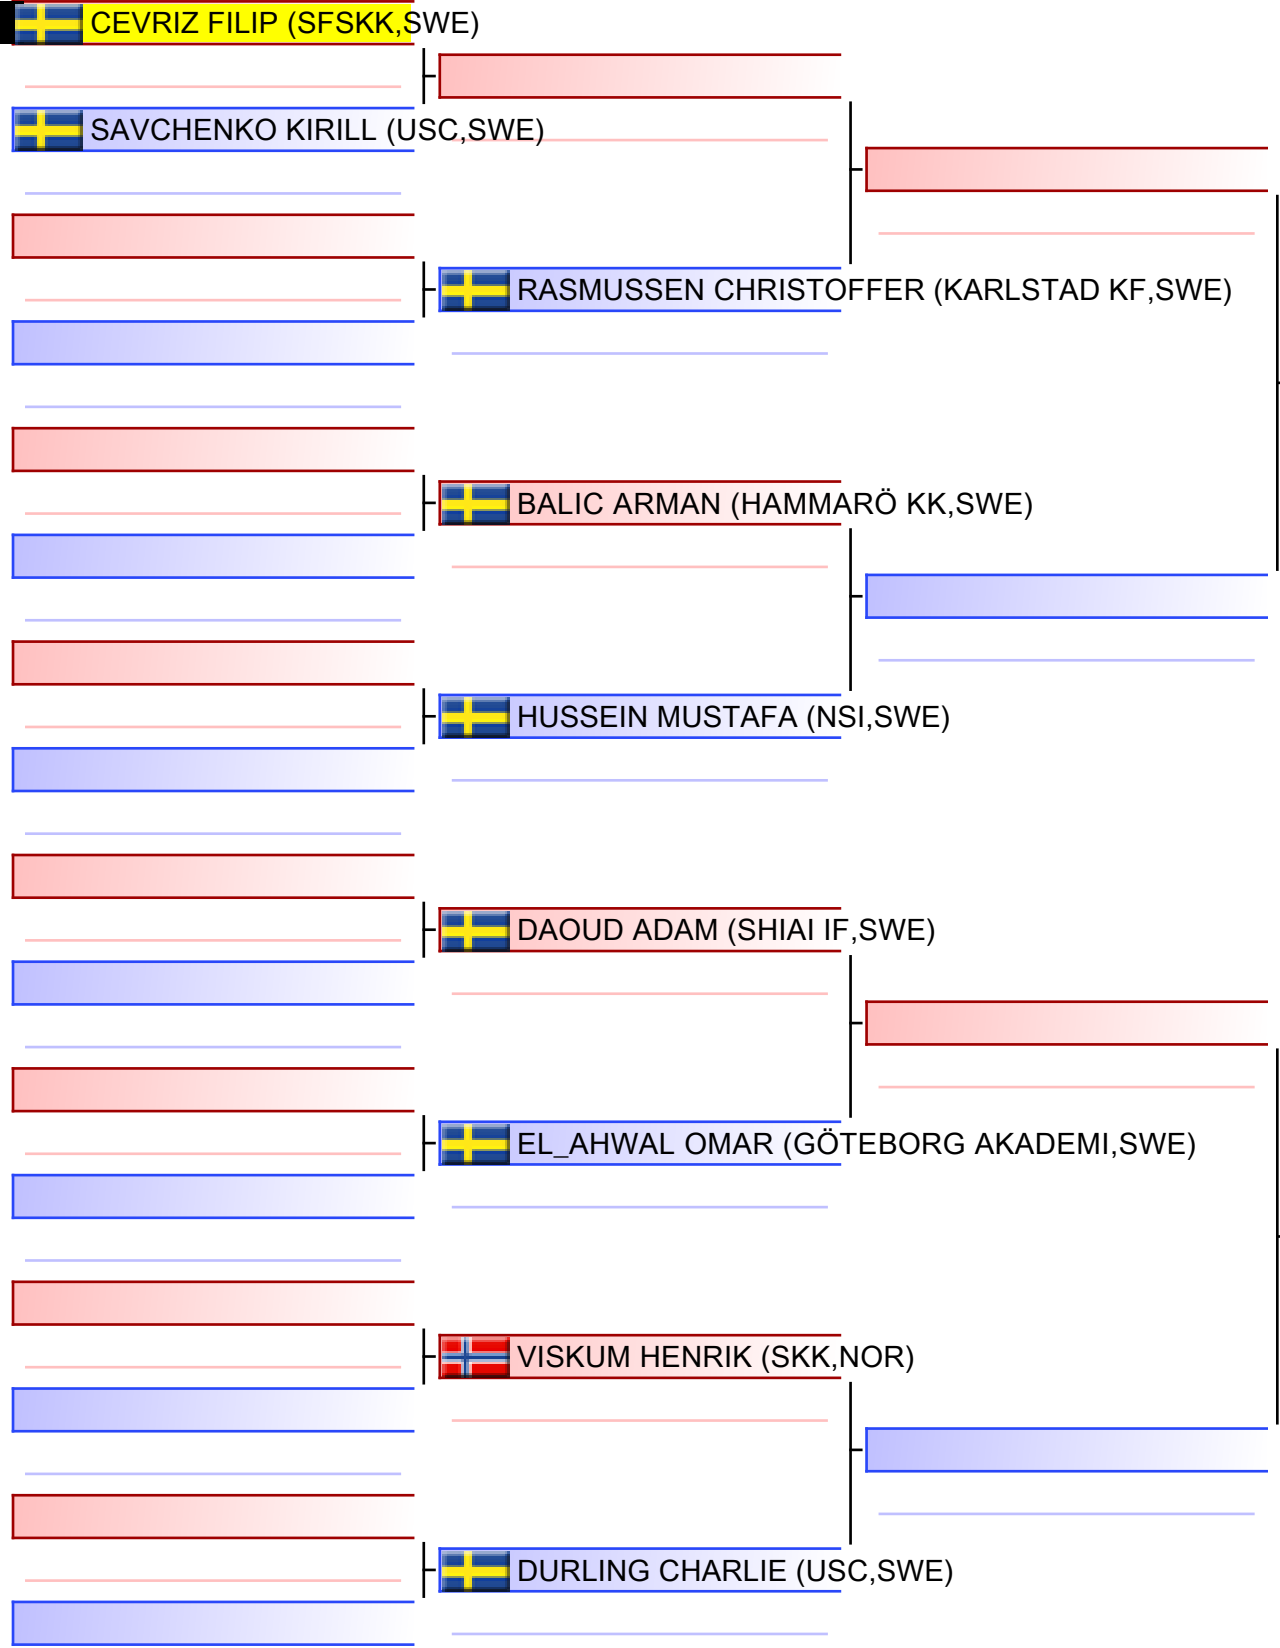 CEVRIZ FILIP (SFSKK,SWE)
SAVCHENKO KIRILL (USC,SWE)
RASMUSSEN CHRISTOFFER (KARLSTAD KF,SWE)
BALIC ARMAN (HAMMARÖ KK,SWE)
HUSSEIN MUSTAFA (NSI,SWE)
DAOUD ADAM (SHIAI IF,SWE)
EL_AHWAL OMAR (GÖTEBORG AKADEMI,SWE)
VISKUM HENRIK (SKK,NOR)
DURLING CHARLIE (USC,SWE)